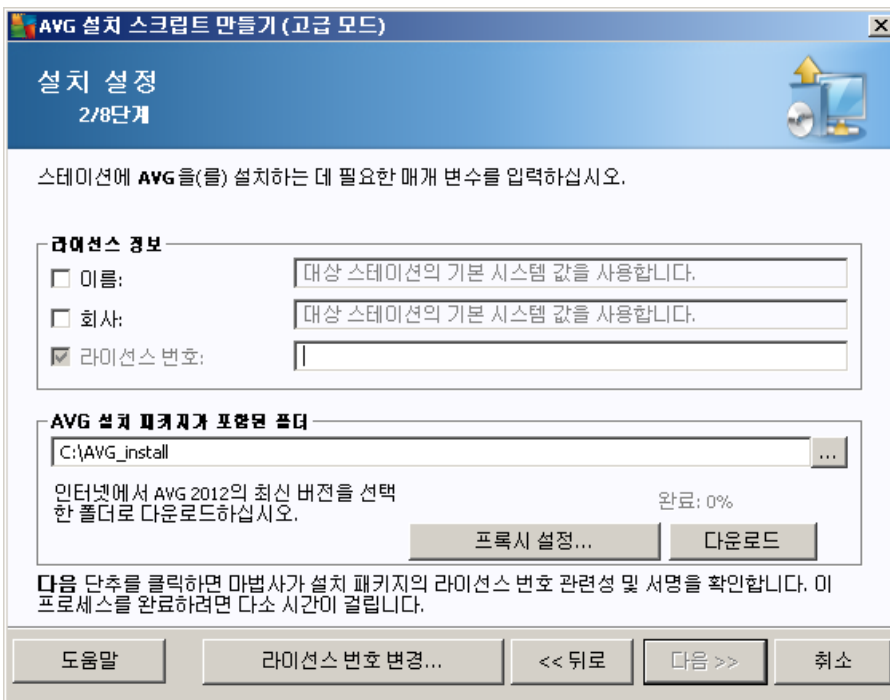 AVG 설치 스크립트 만들기 (고급 모드)
설치 설정
2/8단계
스테이션에 AVG을(를) 설치하는 데 필요한 매개 변수를 입력하십시오.
라이선스 정보
이름:
대상 스테이션의 기본 시스템 값을 사용합니다.
회사:
대상 스테이션의 기본 시스템 값을 사용합니다.
라이선스 번호:
AVG 설치 패키지가 포함된 폴더
C:\AVG_install
...
인터넷에서 AVG 2012의 최신 버전을 선택
한 폴더로 다운로드하십시오.
완료: 0%
프록시 설정...
다운로드
다음 단추를 클릭하면 마법사가 설치 패키지의 라이선스 번호 관련성 및 서명을 확인합니다. 이
프로세스를 완료하려면 다소 시간이 걸립니다.
도움말
라이선스 번호 변경...
<< 뒤로
다음 >>
취소